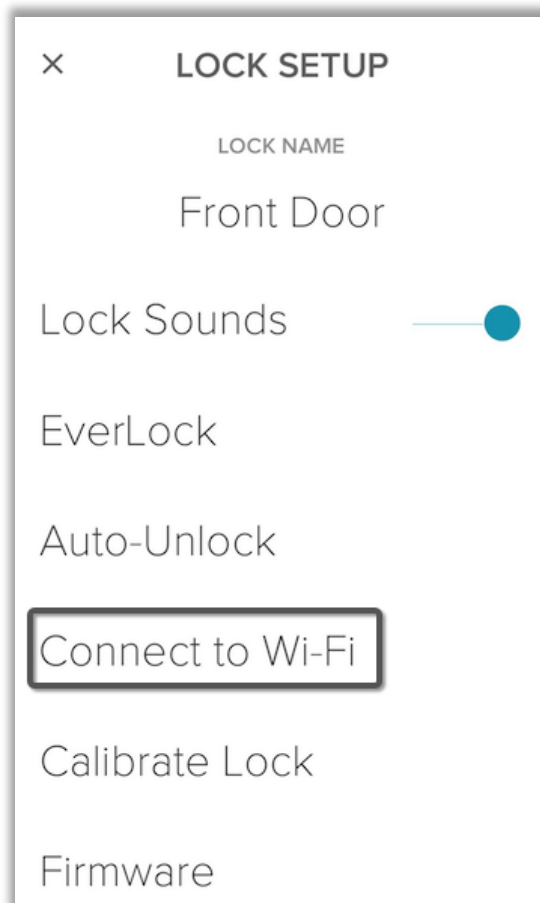 × LOCK SETUP
LOCK NAME
Front Door
Lock Sounds
EverLock
Auto-Unlock
Connect to Wi-Fi
Calibrate Lock
Firmware